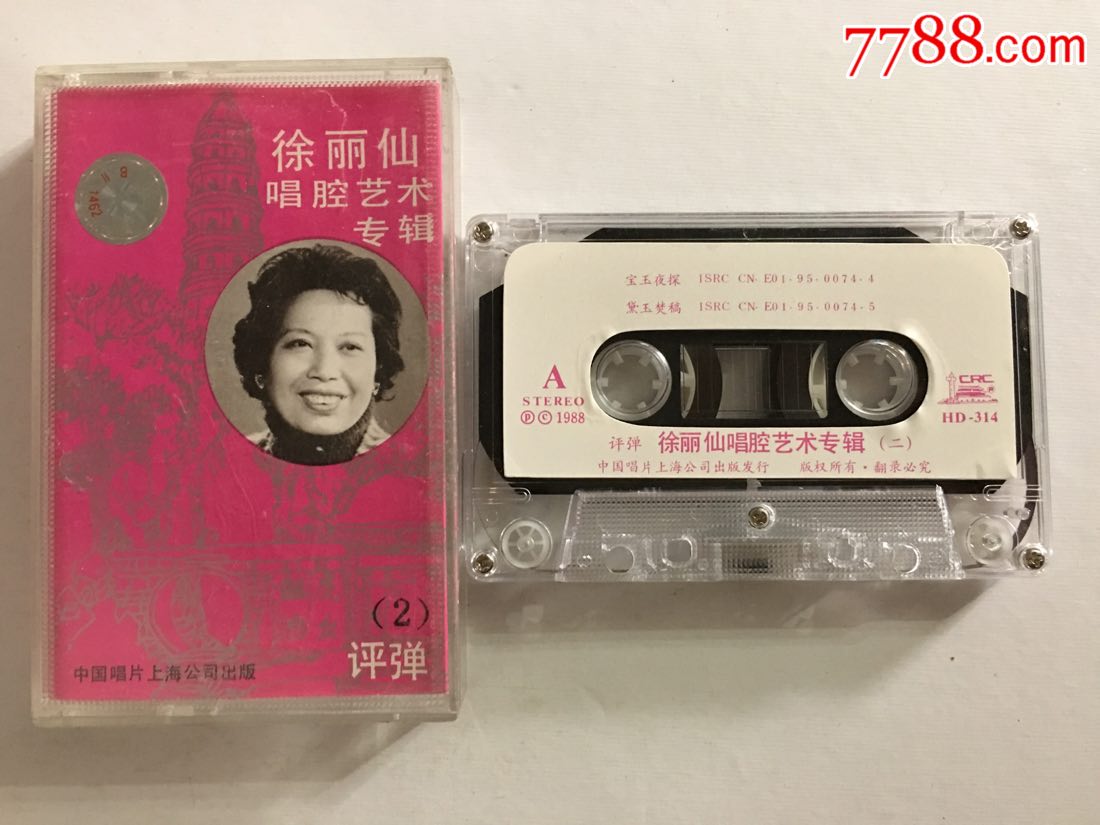 7788.com
徐丽仙
唱腔艺术
专辑
1462
(2)
评弹
中国唱片上海公司出版
宝玉夜探 ISRC CN·E01·95·0074·4
黛玉焚稿 ISRC CN·E01·95·0074·5
A
STEREO
Ⓟ © 1988
CRC
HD-314
评弹 徐丽仙唱腔艺术专辑(二)
中国唱片上海公司出版发行 版权所有·翻录必究